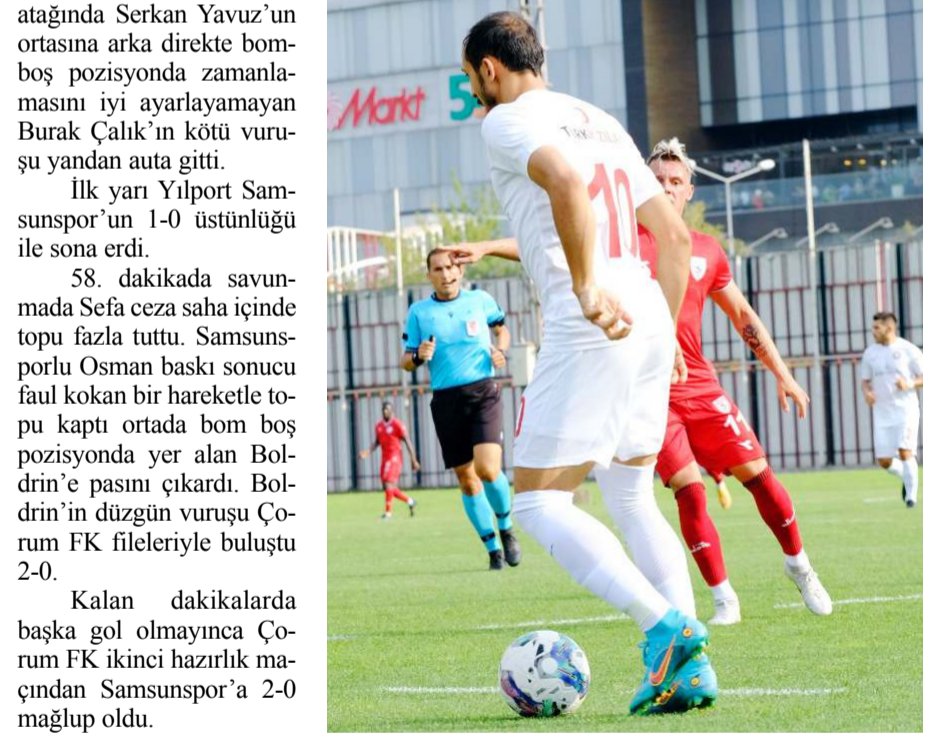 atağında Serkan Yavuz’un
ortasına arka direkte bom-
boş pozisyonda zamanla-
masını iyi ayarlayamayan
Burak Çalık’ın kötü vuru-
şu yandan auta gitti.
İlk yarı Yılport Sam-
sunspor’un 1-0 üstünlüğü
ile sona erdi.
58. dakikada savun-
mada Sefa ceza saha içinde
topu fazla tuttu. Samsuns-
porlu Osman baskı sonucu
faul kokan bir hareketle to-
pu kaptı ortada bom boş
pozisyonda yer alan Bol-
drin’e pasını çıkardı. Bol-
drin’in düzgün vuruşu Ço-
rum FK fileleriyle buluştu
2-0.
Kalan dakikalarda
başka gol olmayınca Ço-
rum FK ikinci hazırlık ma-
çından Samsunspor’a 2-0
mağlup oldu.
Markt
5
10
17